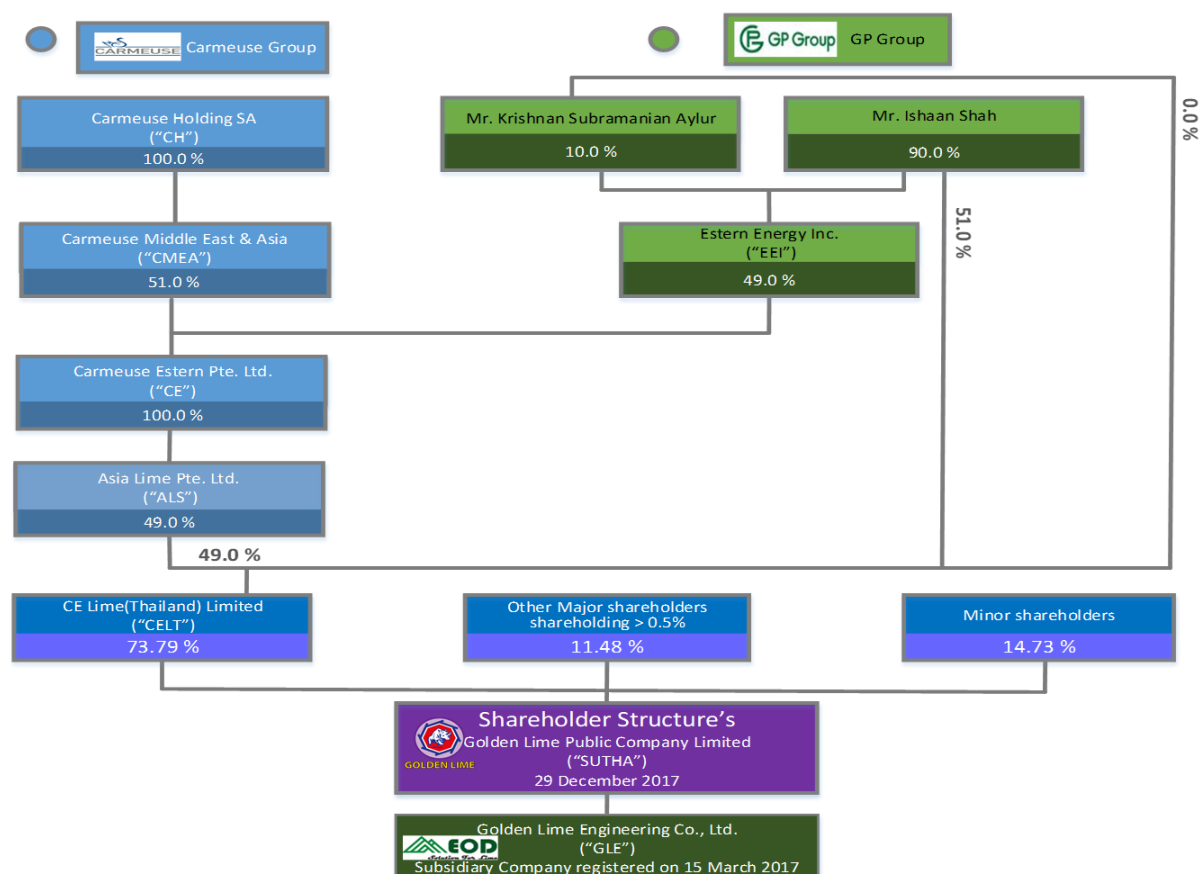 CARMEUSE Carmeuse Group
GP Group GP Group
Carmeuse Holding SA
(“CH”)
100.0 %
Mr. Krishnan Subramanian Aylur
10.0 %
Mr. Ishaan Shah
90.0 %
0.0 %
Carmeuse Middle East & Asia
(“CMEA”)
51.0 %
Estern Energy Inc.
(“EEI”)
49.0 %
51.0 %
Carmeuse Estern Pte. Ltd.
(“CE”)
100.0 %
Asia Lime Pte. Ltd.
(“ALS”)
49.0 %
49.0 %
CE Lime(Thailand) Limited
(“CELT”)
73.79 %
Other Major shareholders
shareholding > 0.5%
11.48 %
Minor shareholders
14.73 %
Shareholder Structure’s
Golden Lime Public Company Limited
(“SUTHA”)
29 December 2017
GOLDEN LIME
Golden Lime Engineering Co., Ltd.
(“GLE”)
Subsidiary Company registered on 15 March 2017
EOD
Solution For Lime